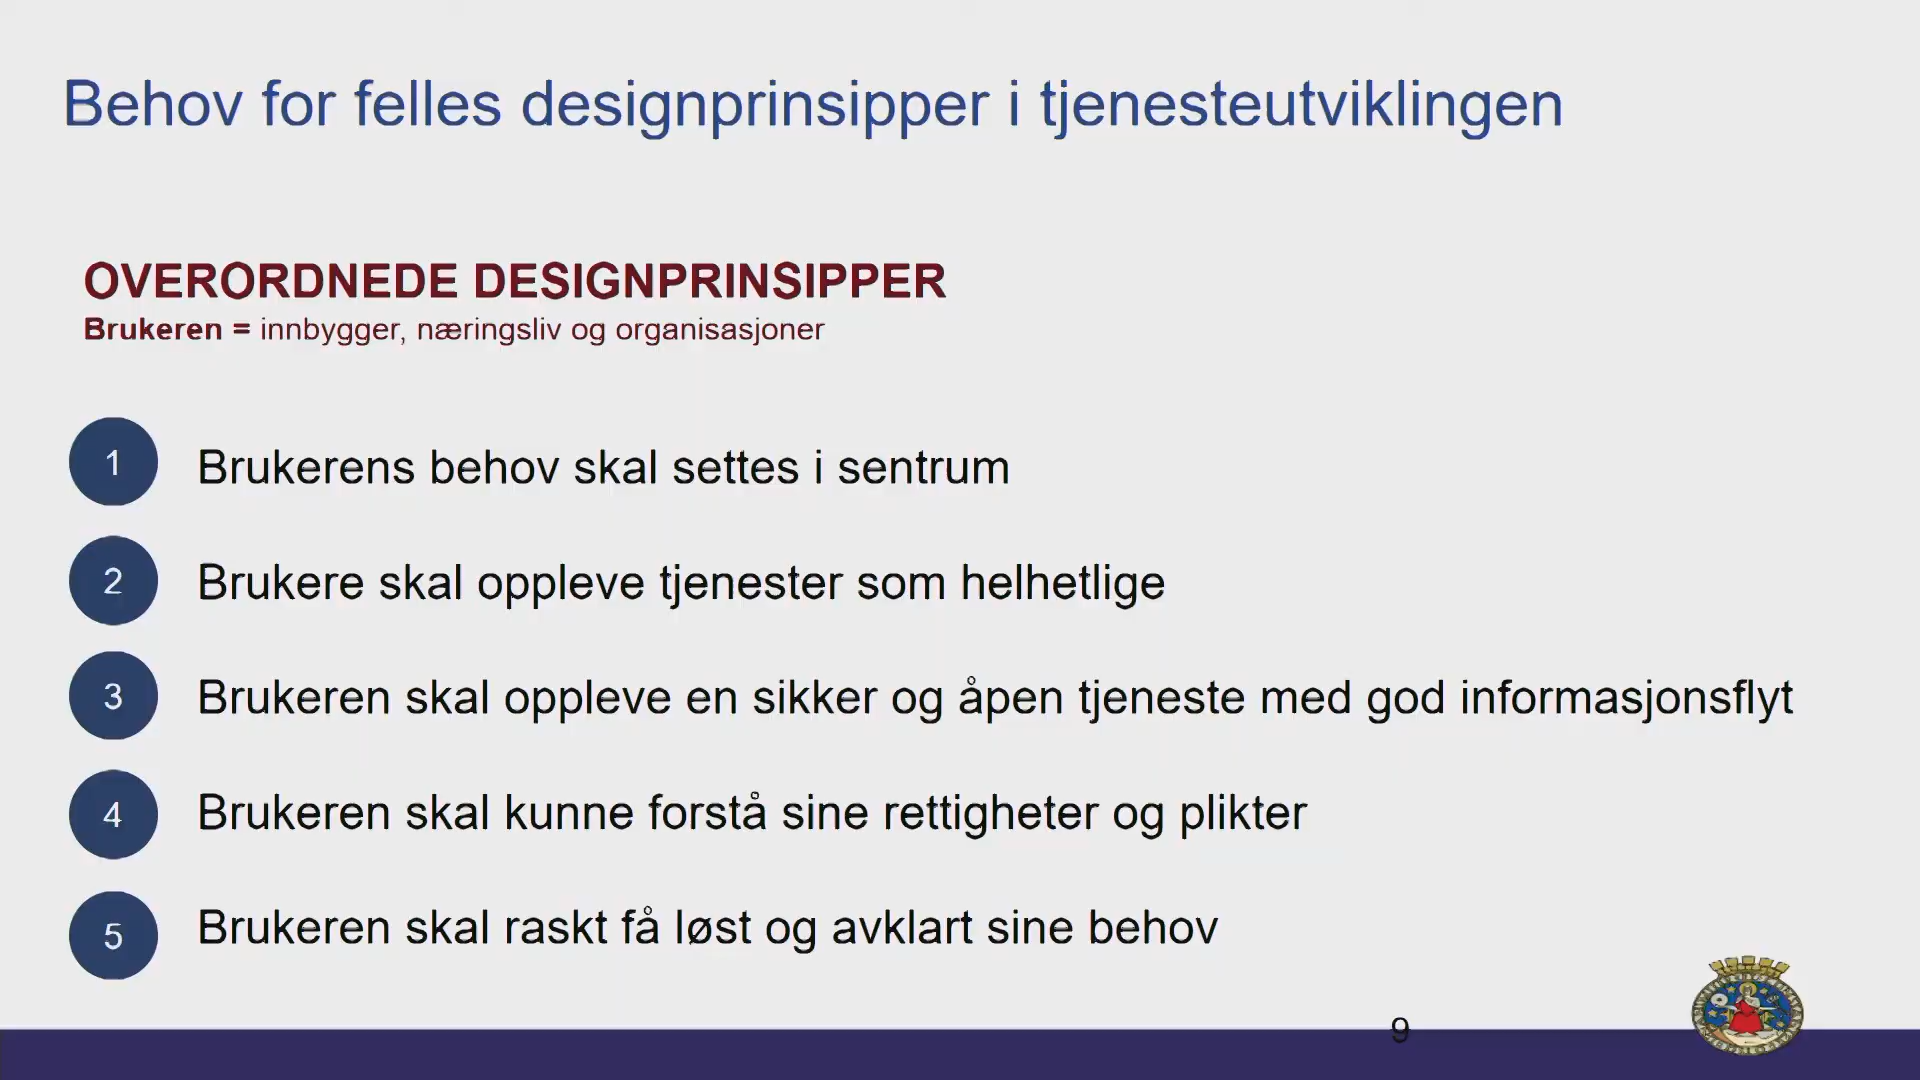 Behov for felles designprinsipper i tjenesteutviklingen
OVERORDNEDE DESIGNPRINSIPPER
Brukeren = innbygger, næringsliv og organisasjoner
1 Brukerens behov skal settes i sentrum
2 Brukere skal oppleve tjenester som helhetlige
3 Brukeren skal oppleve en sikker og åpen tjeneste med god informasjonsflyt
4 Brukeren skal kunne forstå sine rettigheter og plikter
5 Brukeren skal raskt få løst og avklart sine behov
9